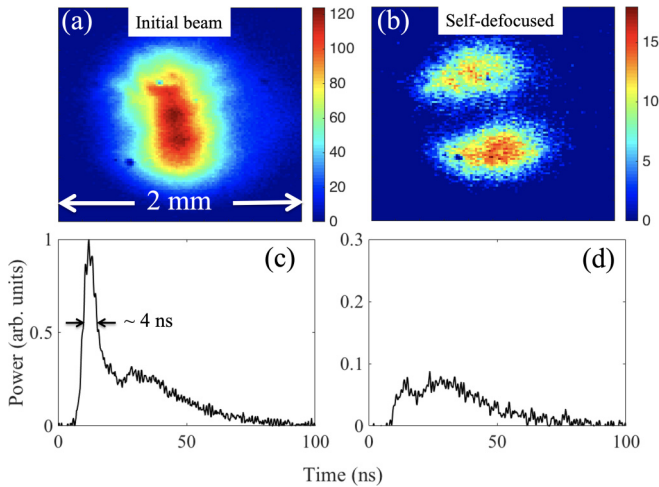 (a) Initial beam
2 mm
120
100
80
60
40
20
0
(b) Self-defocused
15
10
5
0
Power (arb. units)
(c)
1
0.5
0
~ 4 ns
0 50 100
(d)
0.3
0.2
0.1
0
0 50 100
Time (ns)